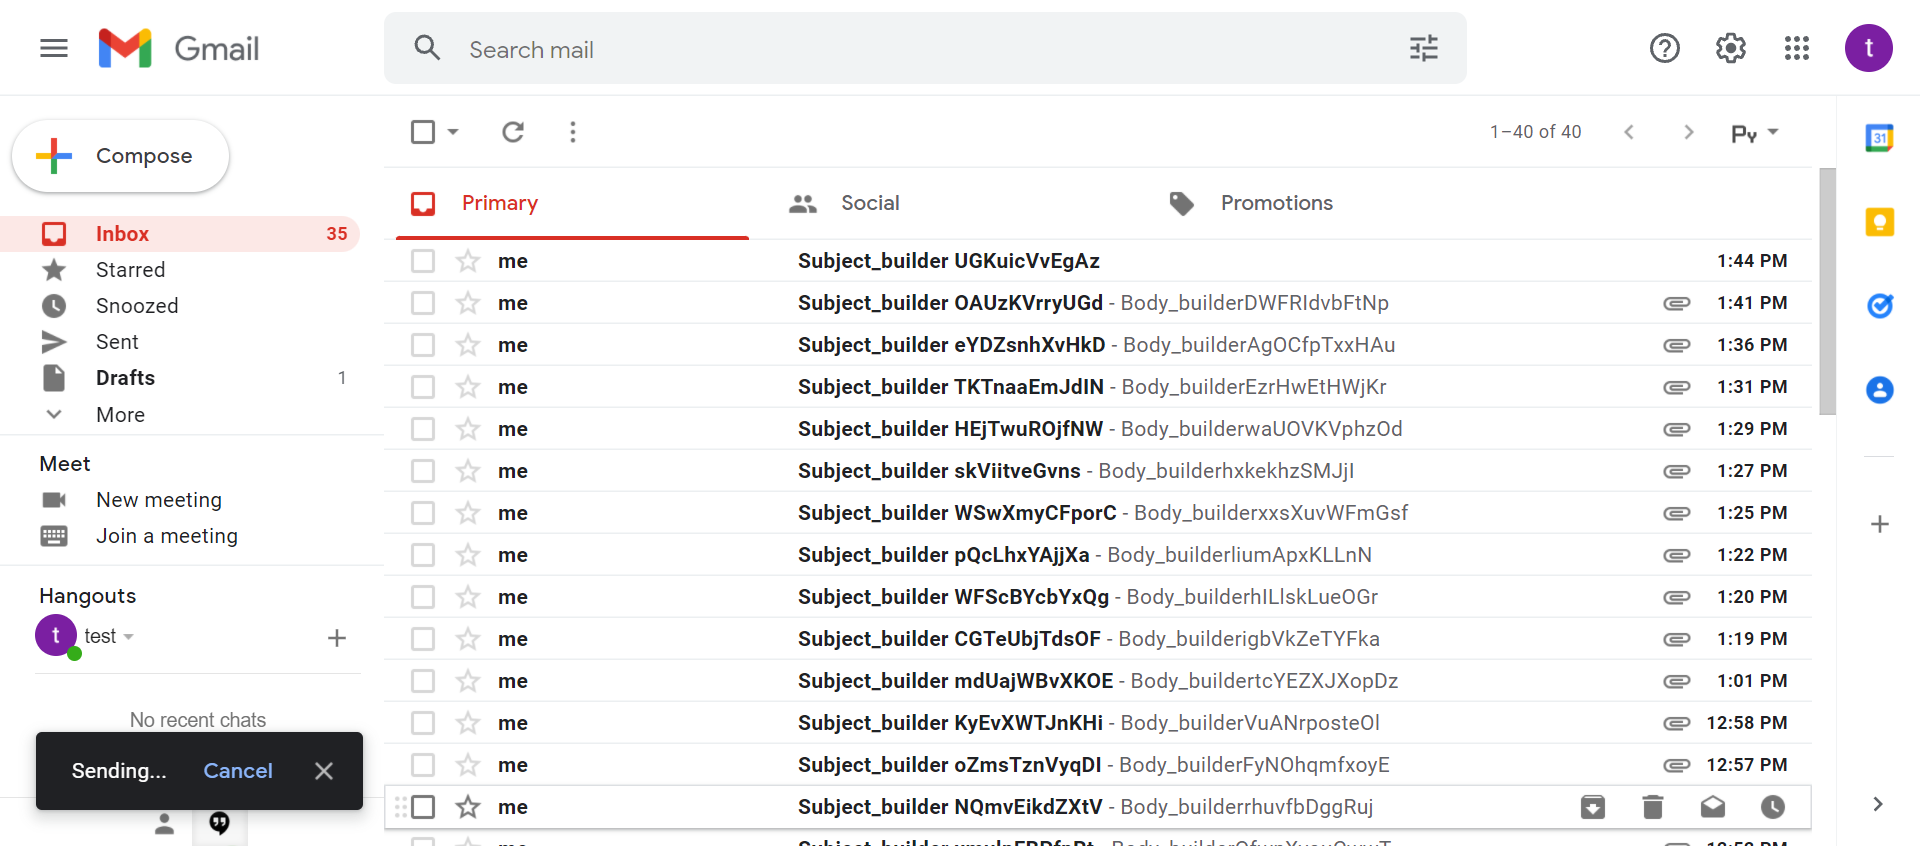 Gmail
Search mail
t
Compose
1–40 of 40
Py
31
Primary
Social
Promotions
Inbox 35
Starred
Snoozed
Sent
Drafts 1
More
Meet
New meeting
Join a meeting
Hangouts
t
test
No recent chats
Sending... Cancel
me Subject_builder UGKuicVvEgAz 1:44 PM
me Subject_builder OAUzKVrryUGd - Body_builderDWFRIdvbFtNp 1:41 PM
me Subject_builder eYDZsnhXvHkD - Body_builderAgOCfpTxxHAu 1:36 PM
me Subject_builder TKTnaaEmJdIN - Body_builderEzrHwEtHWjKr 1:31 PM
me Subject_builder HEjTwuROjfNW - Body_builderwaUOVKVphzOd 1:29 PM
me Subject_builder skViitveGvns - Body_builderhxkekhzSMJjI 1:27 PM
me Subject_builder WSwXmyCFporC - Body_builderxxsXuvWFmGsf 1:25 PM
me Subject_builder pQcLhxYAjjXa - Body_builderliumApxKLLnN 1:22 PM
me Subject_builder WFScBYcbYxQg - Body_builderhILlskLueOGr 1:20 PM
me Subject_builder CGTeUbjTdsOF - Body_builderigbVkZeTYFka 1:19 PM
me Subject_builder mdUajWBvXKOE - Body_buildertcYEZXJXopDz 1:01 PM
me Subject_builder KyEvXWTJnKHi - Body_builderVuANrposteOl 12:58 PM
me Subject_builder oZmsTznVyqDI - Body_builderFyNOhqmfxoyE 12:57 PM
me Subject_builder NQmvEikdZXtV - Body_builderrhuvfbDggRuj